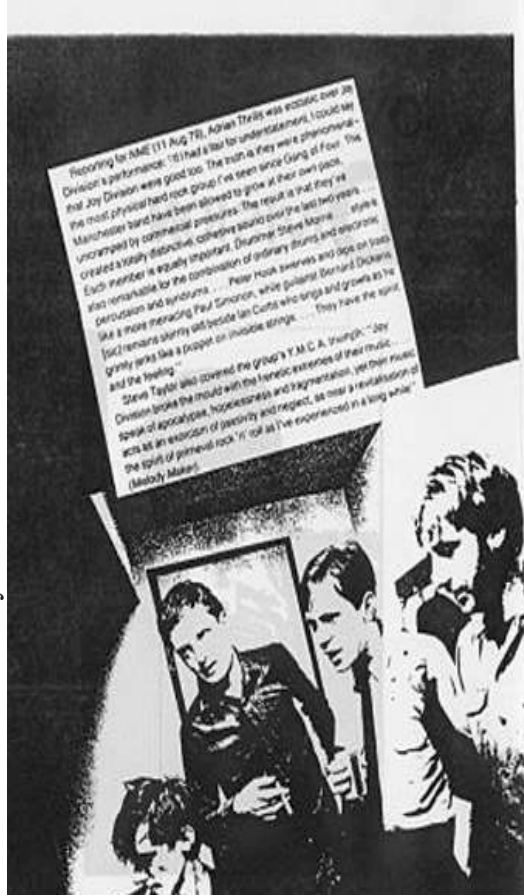 Reporting for NME (11 Aug 79), Adrian Thrills was ecstatic over Joy
Division's performance: "If I had a flair for understatement, I could say
that Joy Division were good too. The truth is they were phenomenal –
the most physical hard rock group I've seen since Gang of Four. This
Manchester band have been allowed to grow at their own pace,
uncramped by commercial pressures. The result is that they've
created a totally distinctive, collective sound over the last two years . . .
Each member is equally important. Drummer Steve Morris . . . style is
also remarkable for the combination of ordinary drums and electronic
percussion and syndrums . . . Peter Hook swerves and dips on bass
like a more menacing Paul Simonon, while guitarist Bernard Dickens
[sic] remains silently still beside Ian Curtis who sings and growls as he
grimly jerks like a puppet on invisible strings. . . . They have the spirit
and the feeling."
Steve Taylor also covered the group's Y.M.C.A. triumph: "Joy
Division broke the mould with the frenetic extremes of their music . . .
speak of apocalypse, hopelessness and fragmentation, yet their music
acts as an exorcism of passivity and neglect, as near a revitalisation of
the spirit of primeval rock 'n' roll as I've experienced in a long while."
(Melody Maker).